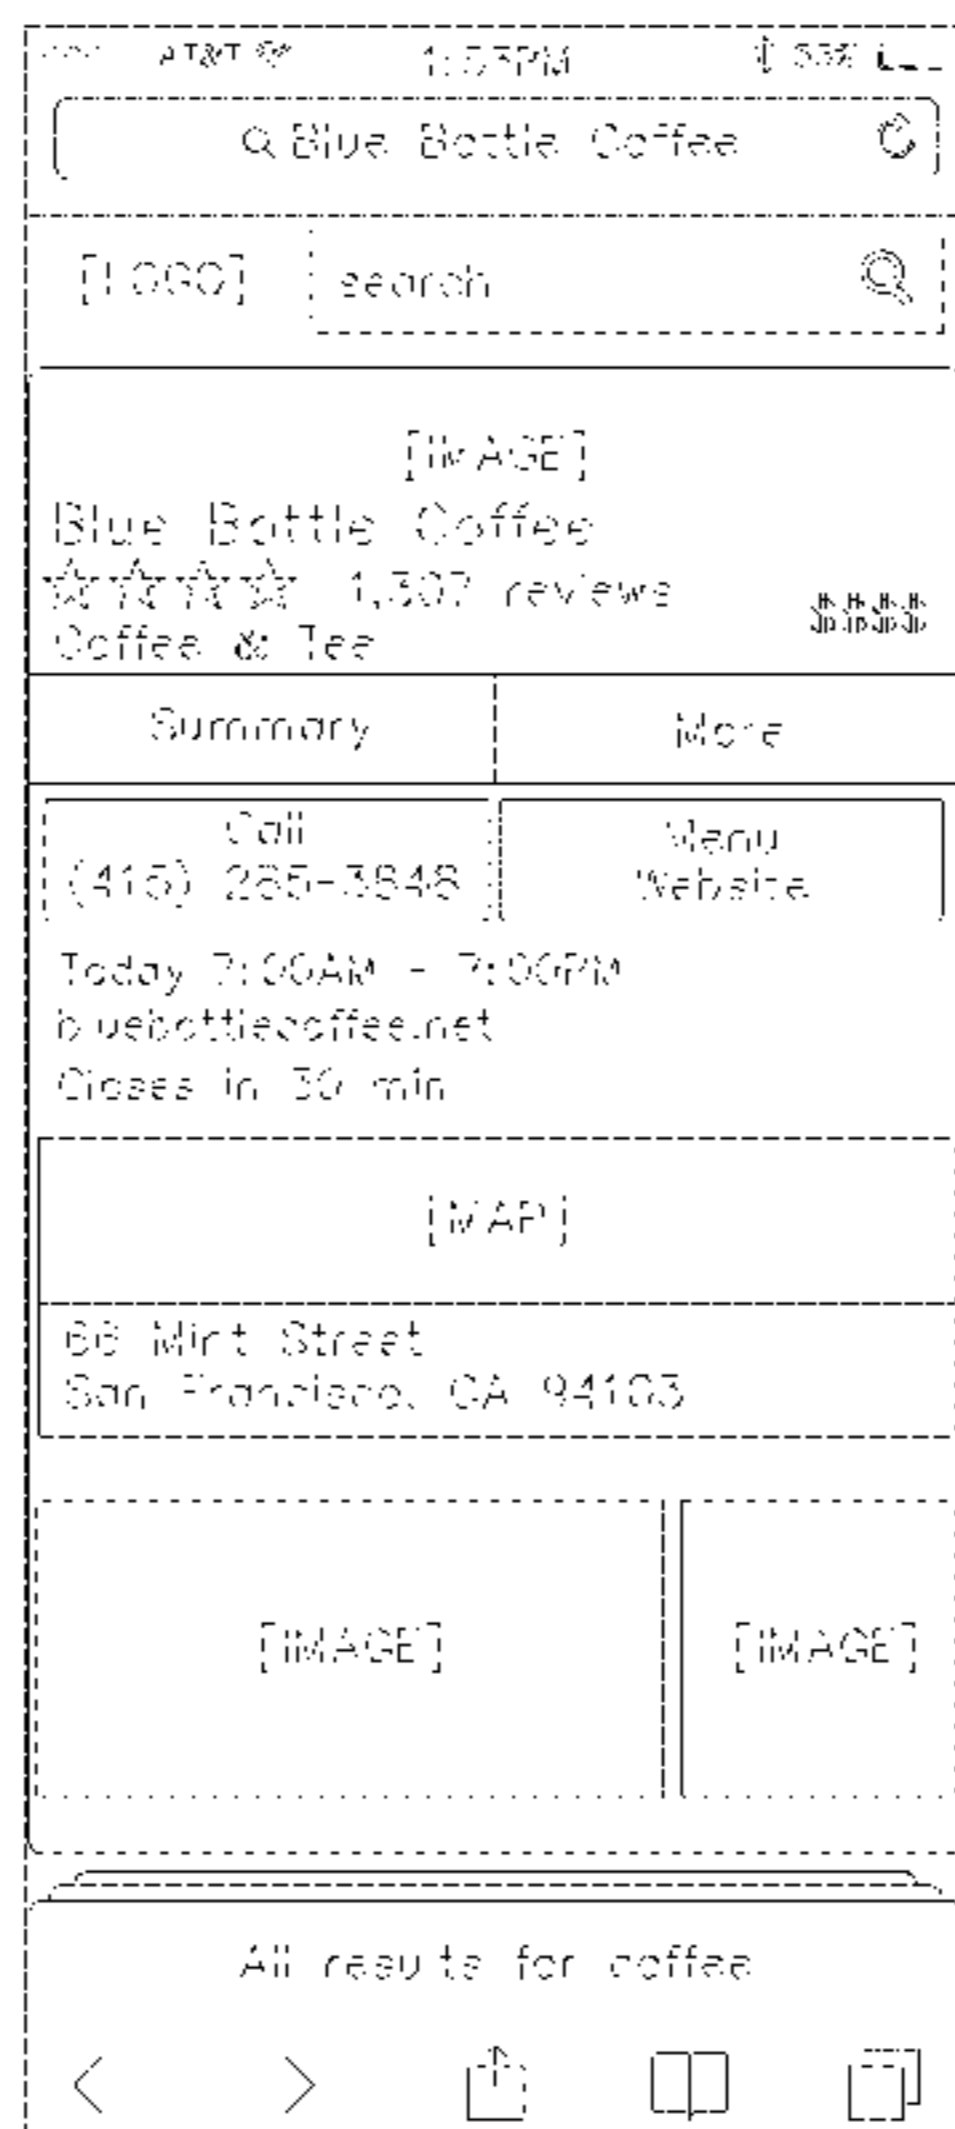 AT&T
Blue Bottle Coffee
[LOGO]
search
[IMAGE]
Blue Bottle Coffee
1,307 reviews
Coffee & Tea
Summary
More
Call
(415)
Menu
Website
Today 7:00AM - 7:00PM
bluebottlecoffee.net
Closes in 30 min
[MAP]
66 Mint Street
San Francisco, CA 94103
[IMAGE]
[IMAGE]
All results for coffee